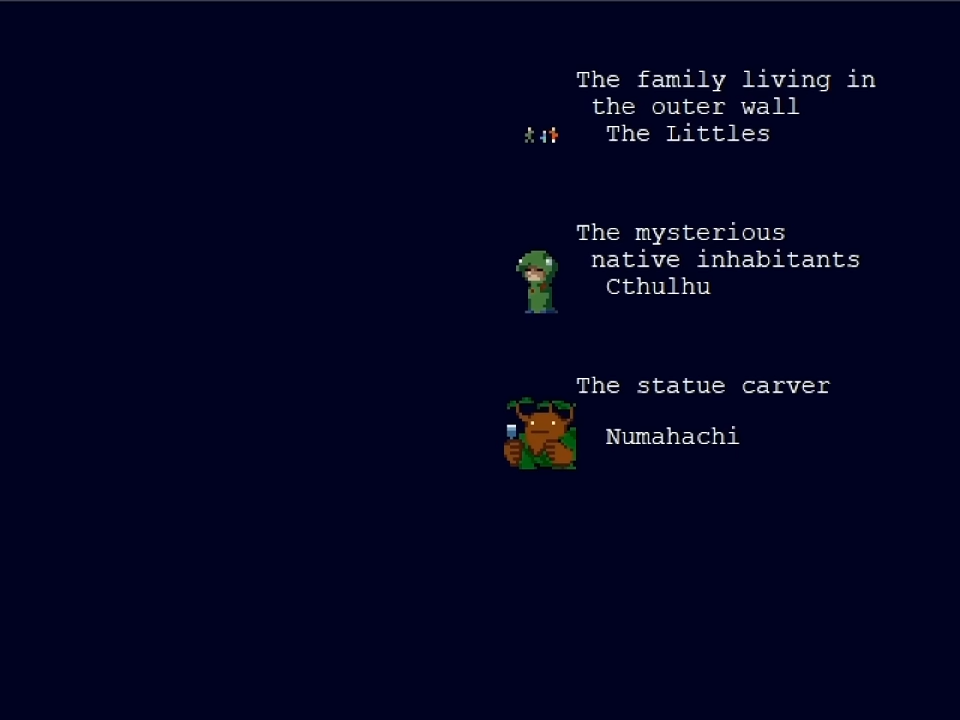 The family living in
the outer wall
The Littles
The mysterious
native inhabitants
Cthulhu
The statue carver
Numahachi